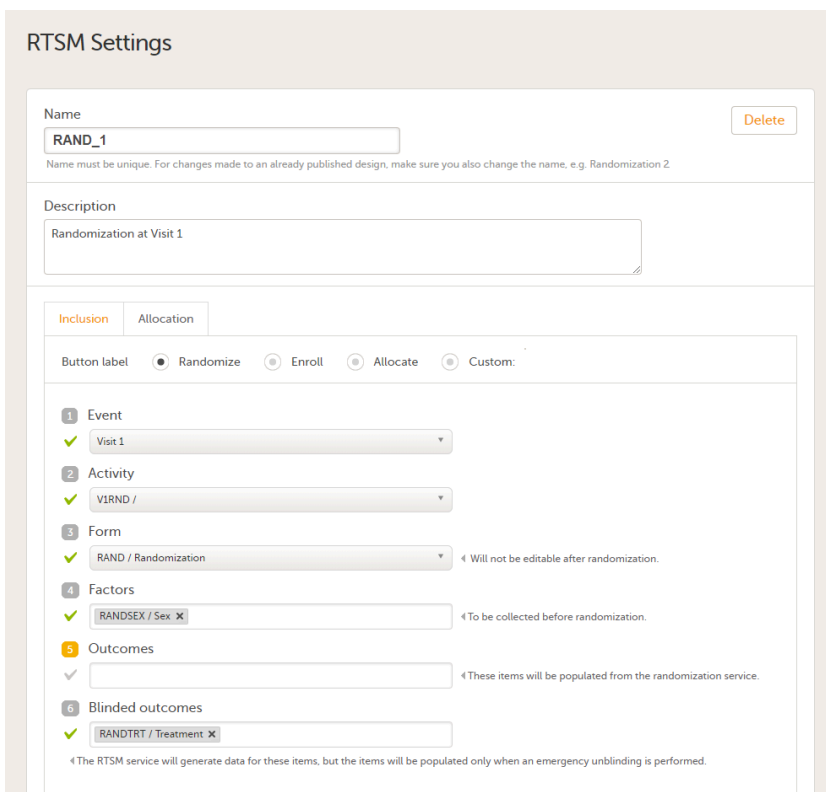 RTSM Settings
Name
Delete
RAND_1
Name must be unique. For changes made to an already published design, make sure you also change the name, e.g. Randomization 2.
Description
Randomization at Visit 1
Inclusion Allocation
Button label Randomize Enroll Allocate Custom:
1 Event
Visit 1
2 Activity
V1RND /
3 Form
RAND / Randomization Will not be editable after randomization.
4 Factors
RANDSEX / Sex To be collected before randomization.
5 Outcomes
These items will be populated from the randomization service.
6 Blinded outcomes
RANDTRT / Treatment
The RTSM service will generate data for these items, but the items will be populated only when an emergency unblinding is performed.